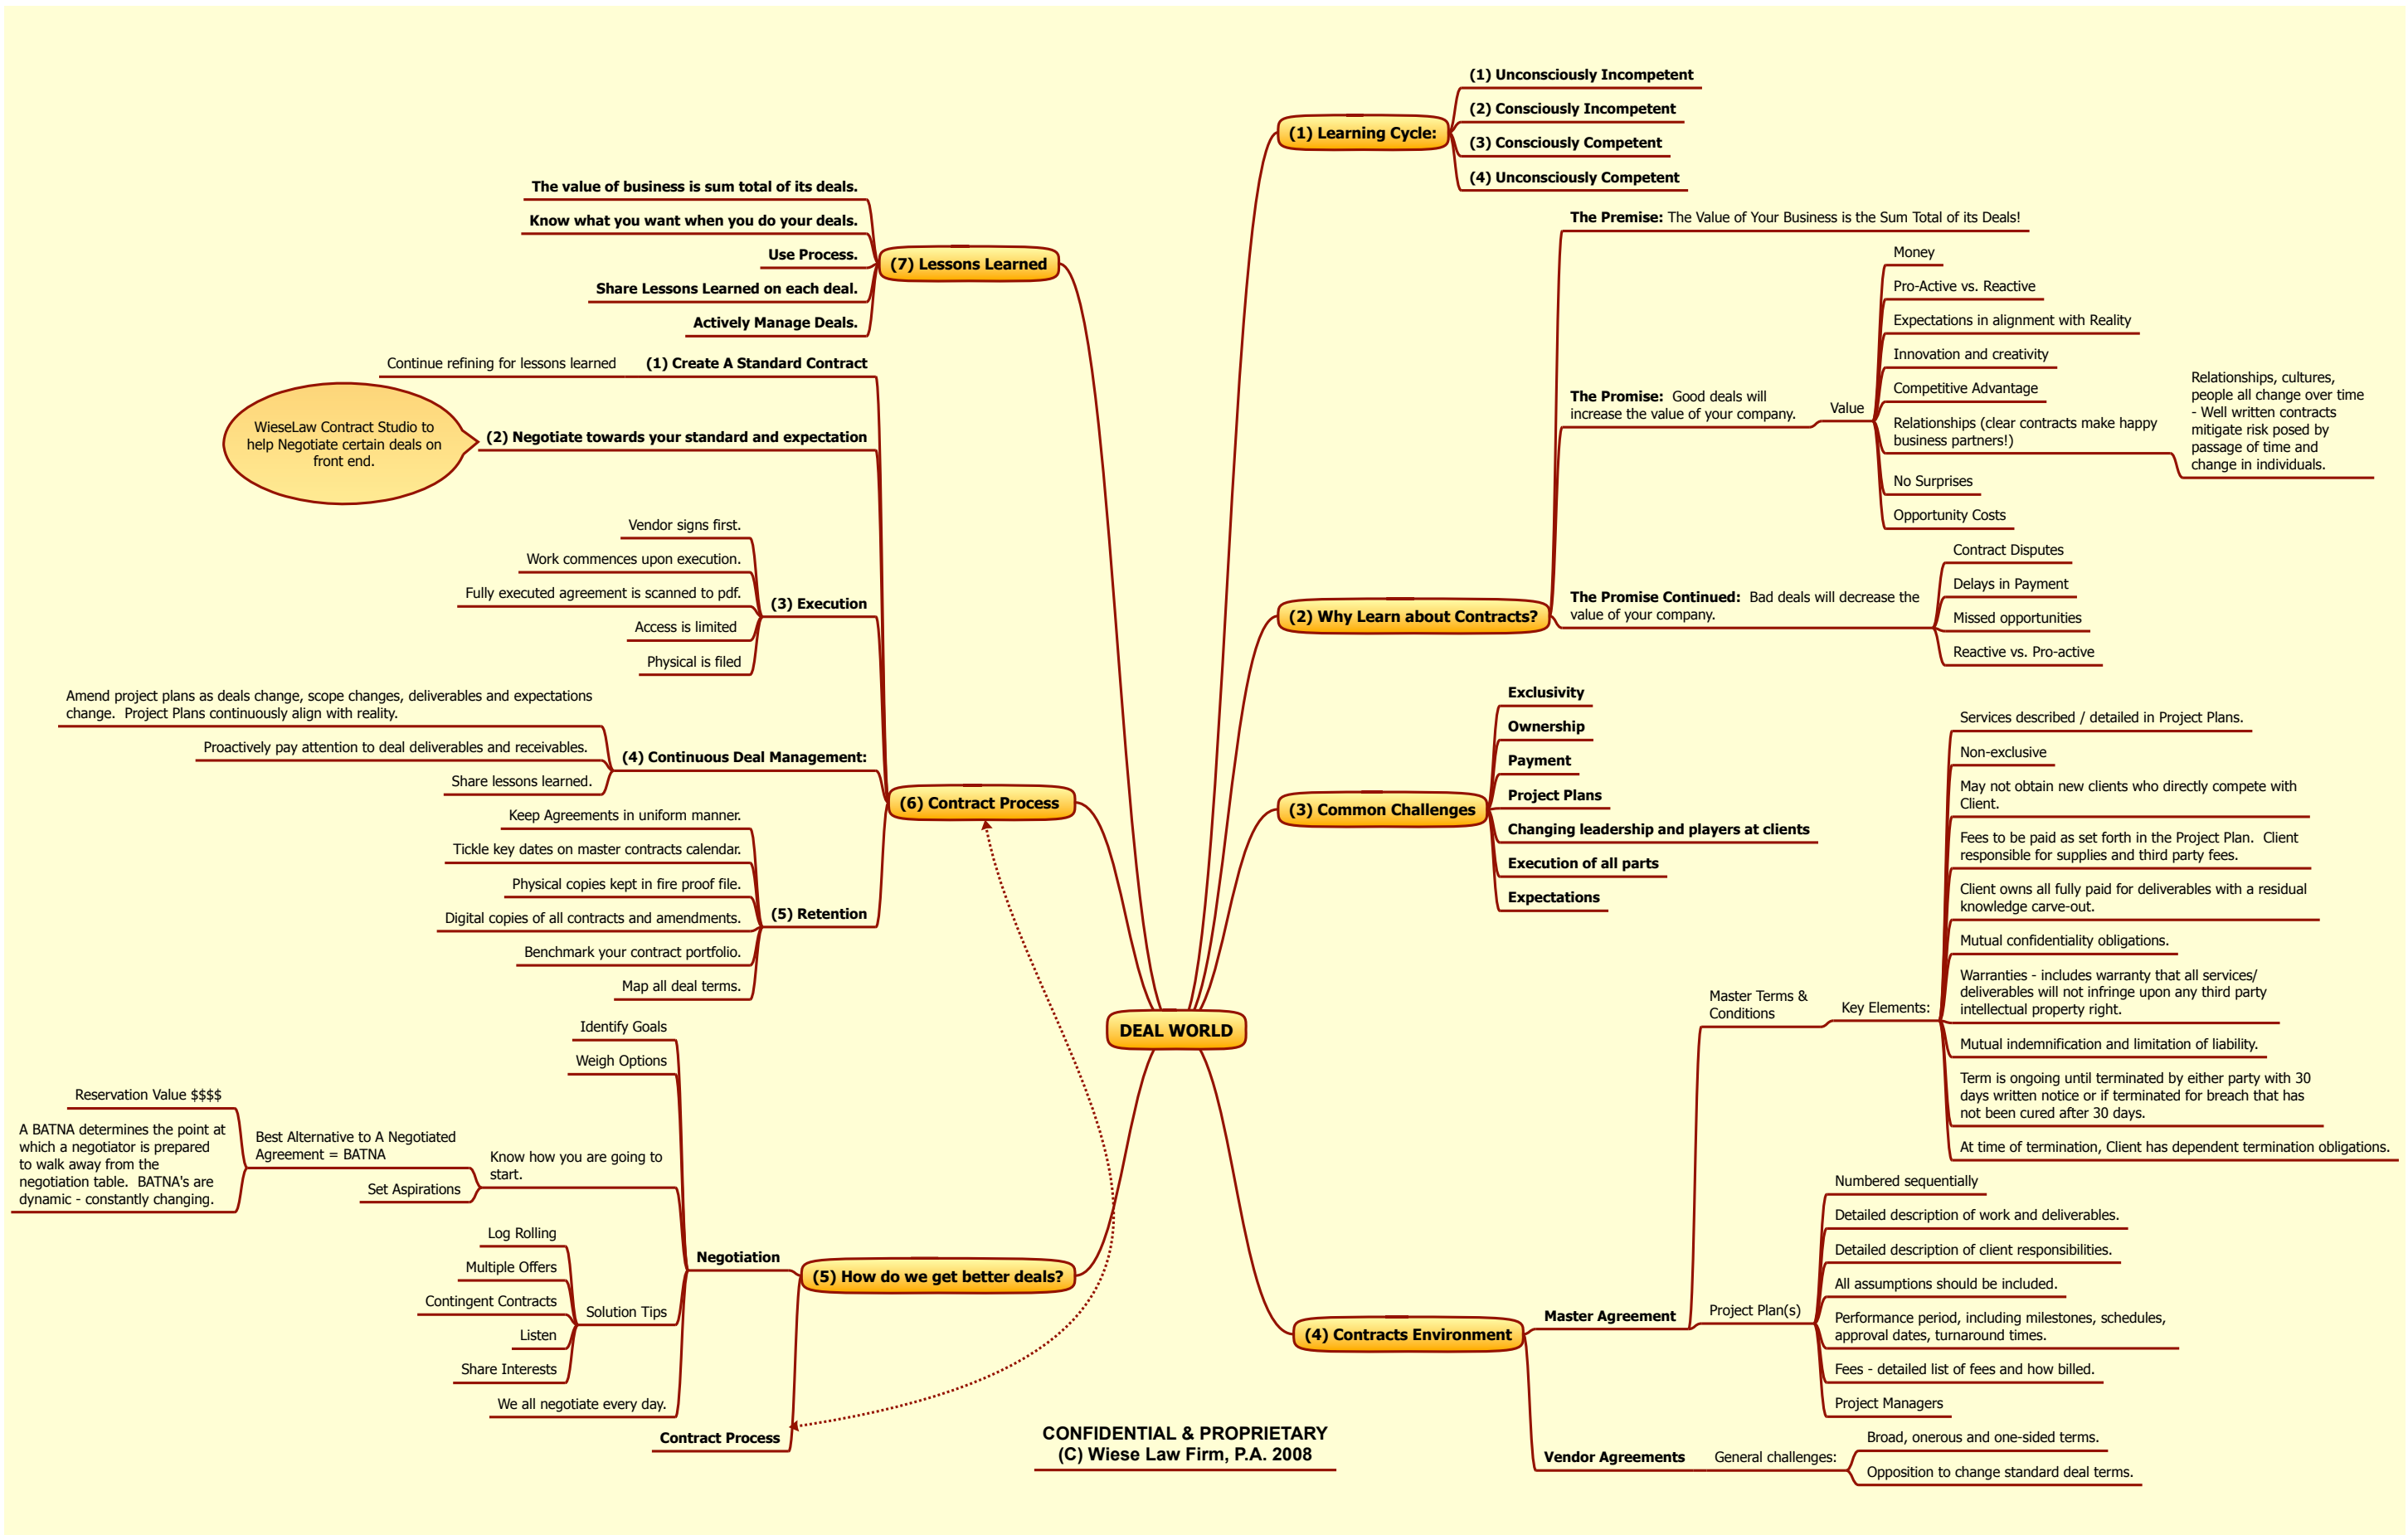 DEAL WORLD
(1) Learning Cycle:
(1) Unconsciously Incompetent
(2) Consciously Incompetent
(3) Consciously Competent
(4) Unconsciously Competent
(2) Why Learn about Contracts?
The Premise: The Value of Your Business is the Sum Total of its Deals!
The Promise:  Good deals will
increase the value of your company.
Value
Money
Pro-Active vs. Reactive
Expectations in alignment with Reality
Innovation and creativity
Competitive Advantage
Relationships (clear contracts make happy
business partners!)
Relationships, cultures,
people all change over time
- Well written contracts
mitigate risk posed by
passage of time and
change in individuals.
No Surprises
Opportunity Costs
The Promise Continued:  Bad deals will decrease the
value of your company.
Contract Disputes
Delays in Payment
Missed opportunities
Reactive vs. Pro-active
(3) Common Challenges
Exclusivity
Ownership
Payment
Project Plans
Changing leadership and players at clients
Execution of all parts
Expectations
(4) Contracts Environment
Master Agreement
Master Terms &
Conditions
Key Elements:
Services described / detailed in Project Plans.
Non-exclusive
May not obtain new clients who directly compete with
Client.
Fees to be paid as set forth in the Project Plan.  Client
responsible for supplies and third party fees.
Client owns all fully paid for deliverables with a residual
knowledge carve-out.
Mutual confidentiality obligations.
Warranties - includes warranty that all services/
deliverables will not infringe upon any third party
intellectual property right.
Mutual indemnification and limitation of liability.
Term is ongoing until terminated by either party with 30
days written notice or if terminated for breach that has
not been cured after 30 days.
At time of termination, Client has dependent termination obligations.
Project Plan(s)
Numbered sequentially
Detailed description of work and deliverables.
Detailed description of client responsibilities.
All assumptions should be included.
Performance period, including milestones, schedules,
approval dates, turnaround times.
Fees - detailed list of fees and how billed.
Project Managers
Vendor Agreements
General challenges:
Broad, onerous and one-sided terms.
Opposition to change standard deal terms.
(5) How do we get better deals?
Negotiation
Identify Goals
Weigh Options
Know how you are going to
start.
Best Alternative to A Negotiated
Agreement = BATNA
Reservation Value $$$$
A BATNA determines the point at
which a negotiator is prepared
to walk away from the
negotiation table.  BATNA's are
dynamic - constantly changing.
Set Aspirations
Solution Tips
Log Rolling
Multiple Offers
Contingent Contracts
Listen
Share Interests
We all negotiate every day.
Contract Process
(6) Contract Process
(1) Create A Standard Contract
Continue refining for lessons learned
(2) Negotiate towards your standard and expectation
WieseLaw Contract Studio to
help Negotiate certain deals on
front end.
(3) Execution
Vendor signs first.
Work commences upon execution.
Fully executed agreement is scanned to pdf.
Access is limited
Physical is filed
(4) Continuous Deal Management:
Amend project plans as deals change, scope changes, deliverables and expectations
change.  Project Plans continuously align with reality.
Proactively pay attention to deal deliverables and receivables.
Share lessons learned.
(5) Retention
Keep Agreements in uniform manner.
Tickle key dates on master contracts calendar.
Physical copies kept in fire proof file.
Digital copies of all contracts and amendments.
Benchmark your contract portfolio.
Map all deal terms.
(7) Lessons Learned
The value of business is sum total of its deals.
Know what you want when you do your deals.
Use Process.
Share Lessons Learned on each deal.
Actively Manage Deals.
CONFIDENTIAL & PROPRIETARY
(C) Wiese Law Firm, P.A. 2008